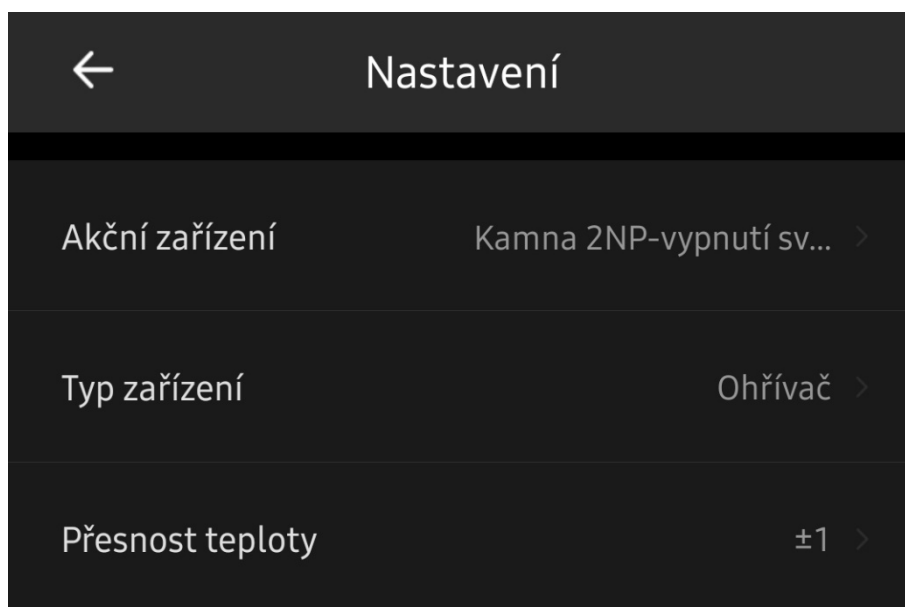 Nastavení
Akční zařízení Kamna 2NP-vypnutí sv...
Typ zařízení Ohřívač
Přesnost teploty ±1